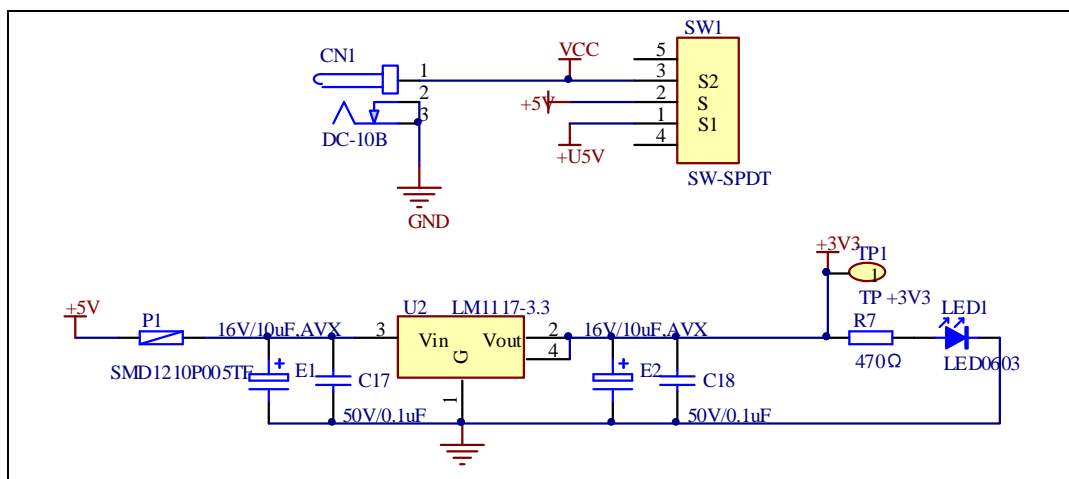 SW1
VCC
CN1
5
1
3
S2
2
+5V
2
S
3
1
S1
DC-10B
+U5V
4
SW-SPDT
GND
+3V3
TP1
1
+5V
U2
LM1117-3.3
TP +3V3
LED1
P1
16V/10uF,AVX
3
Vin
Vout
2
16V/10uF,AVX
R7
4
G
SMD1210P005TF
E1
C17
E2
C18
470Ω
LED0603
1
50V/0.1uF
50V/0.1uF